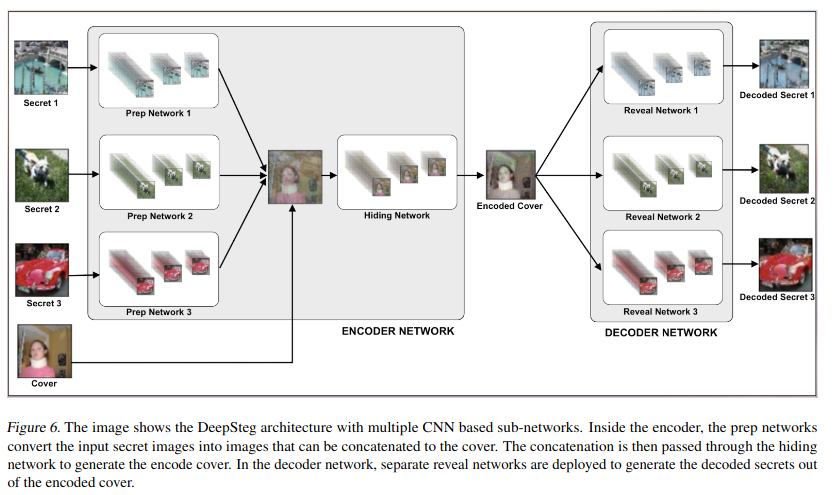 Secret 1
Prep Network 1
Reveal Network 1
Decoded Secret 1
Secret 2
Prep Network 2
Hiding Network
Encoded Cover
Reveal Network 2
Decoded Secret 2
Secret 3
Prep Network 3
Reveal Network 3
Decoded Secret 3
ENCODER NETWORK
DECODER NETWORK
Cover
Figure 6. The image shows the DeepSteg architecture with multiple CNN based sub-networks. Inside the encoder, the prep networks
convert the input secret images into images that can be concatenated to the cover. The concatenation is then passed through the hiding
network to generate the encode cover. In the decoder network, separate reveal networks are deployed to generate the decoded secrets out
of the encoded cover.